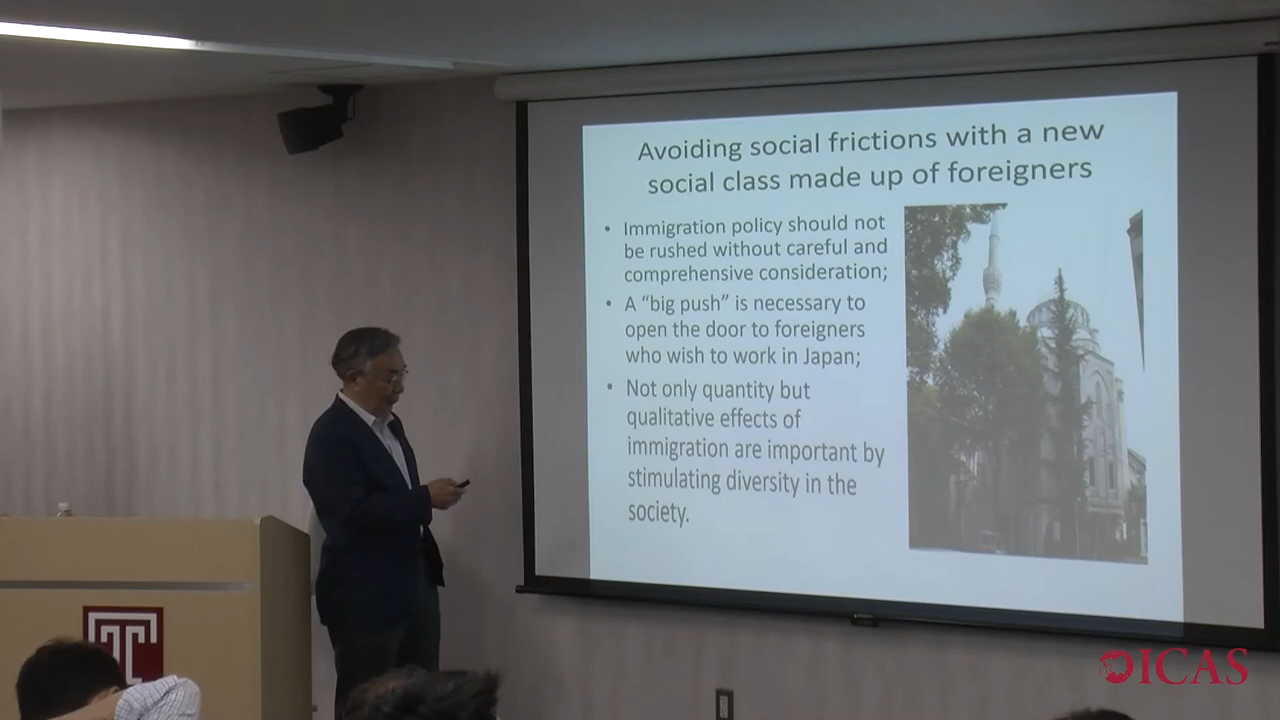 Avoiding social frictions with a new
social class made up of foreigners
• Immigration policy should not
be rushed without careful and
comprehensive consideration;
• A “big push” is necessary to
open the door to foreigners
who wish to work in Japan;
• Not only quantity but
qualitative effects of
immigration are important by
stimulating diversity in the
society.
T
ICAS